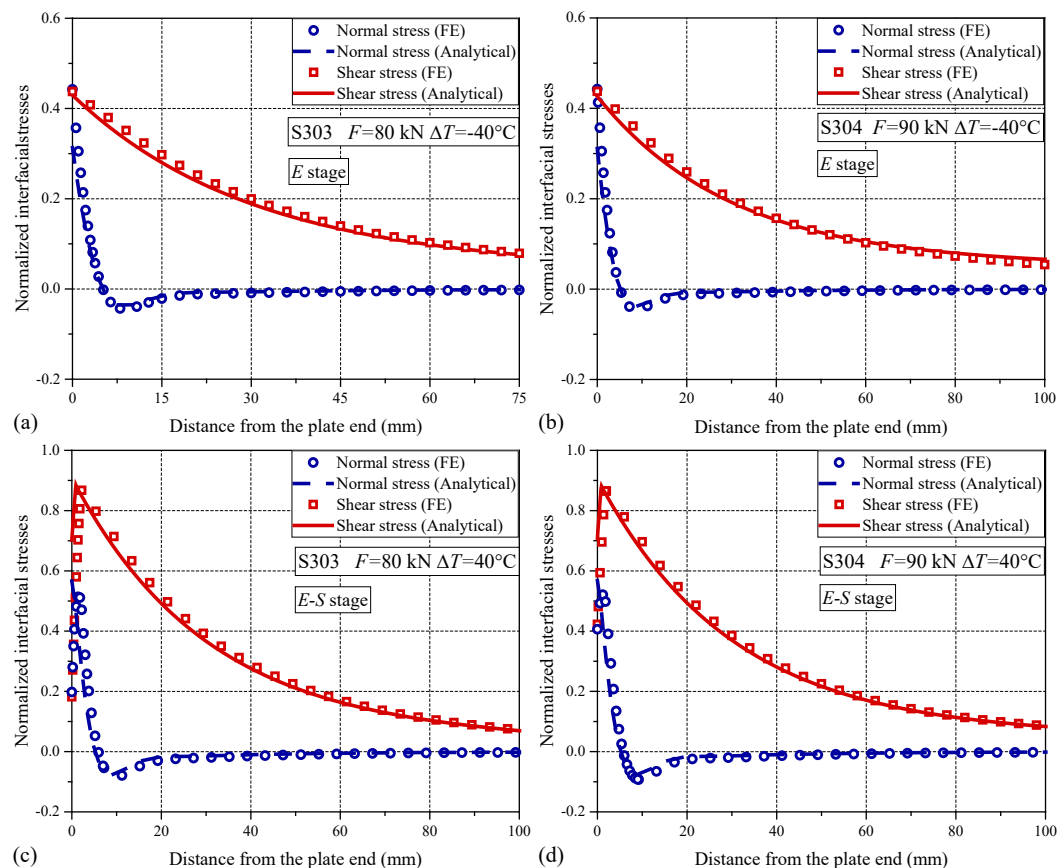 0.6
0.4
0.2
0.0
-0.2
Normalized interfacialstresses
Normal stress (FE)
Normal stress (Analytical)
Shear stress (FE)
Shear stress (Analytical)
S303 F=80 kN ΔT=-40°C
E stage
0 15 30 45 60 75
(a) Distance from the plate end (mm)
0.6
0.4
0.2
0.0
-0.2
Normalized interfacial stresses
Normal stress (FE)
Normal stress (Analytical)
Shear stress (FE)
Shear stress (Analytical)
S304 F=90 kN ΔT=-40°C
E stage
0 20 40 60 80 100
(b) Distance from the plate end (mm)
1.0
0.8
0.6
0.4
0.2
0.0
-0.2
Normalized interfacial stresses
Normal stress (FE)
Normal stress (Analytical)
Shear stress (FE)
Shear stress (Analytical)
S303 F=80 kN ΔT=40°C
E-S stage
0 20 30 60 80 100
(c) Distance from the plate end (mm)
1.0
0.8
0.6
0.4
0.2
0.0
-0.2
Normalized interfacial stresses
Normal stress (FE)
Normal stress (Analytical)
Shear stress (FE)
Shear stress (Analytical)
S304 F=90 kN ΔT=40°C
E-S stage
0 20 40 60 80 100
(d) Distance from the plate end (mm)